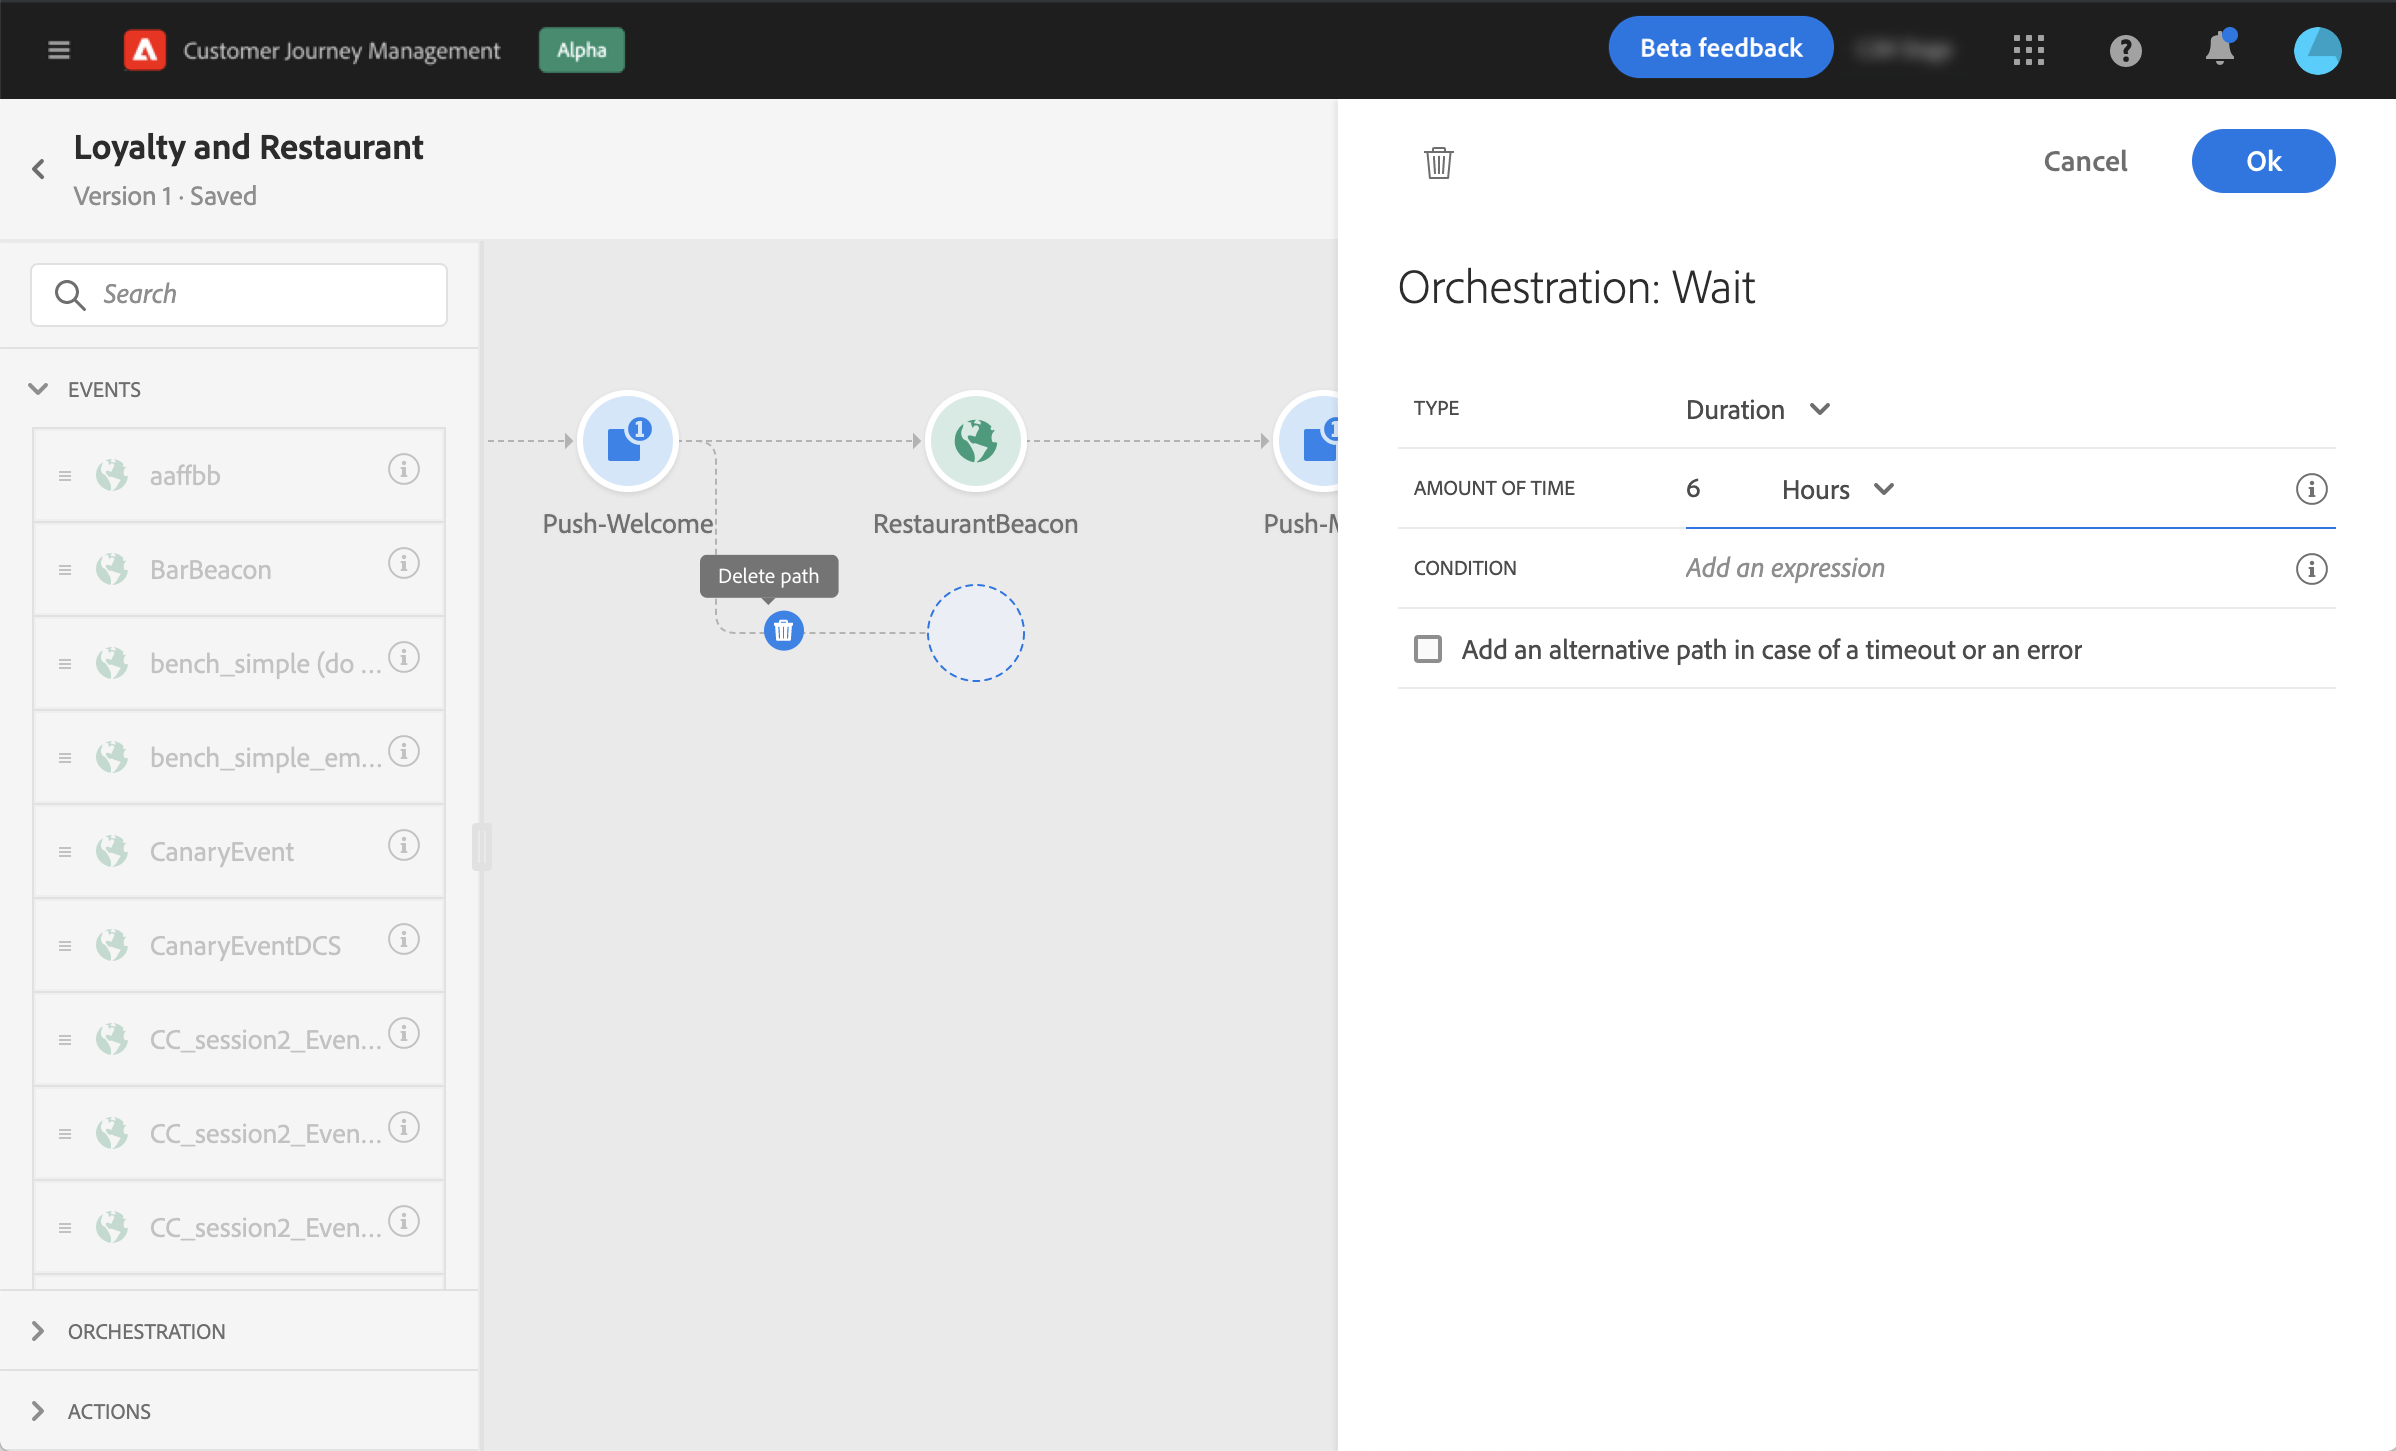 Customer Journey Management
Alpha
Beta feedback
Loyalty and Restaurant
Version 1 · Saved
Cancel
Ok
Search
Orchestration: Wait
EVENTS
aaffbb
BarBeacon
bench_simple (do ...
bench_simple_em...
CanaryEvent
CanaryEventDCS
CC_session2_Even...
CC_session2_Even...
CC_session2_Even...
ORCHESTRATION
ACTIONS
1
Push-Welcome
RestaurantBeacon
1
Push-M
Delete path
TYPE
Duration
AMOUNT OF TIME
6
Hours
CONDITION
Add an expression
Add an alternative path in case of a timeout or an error